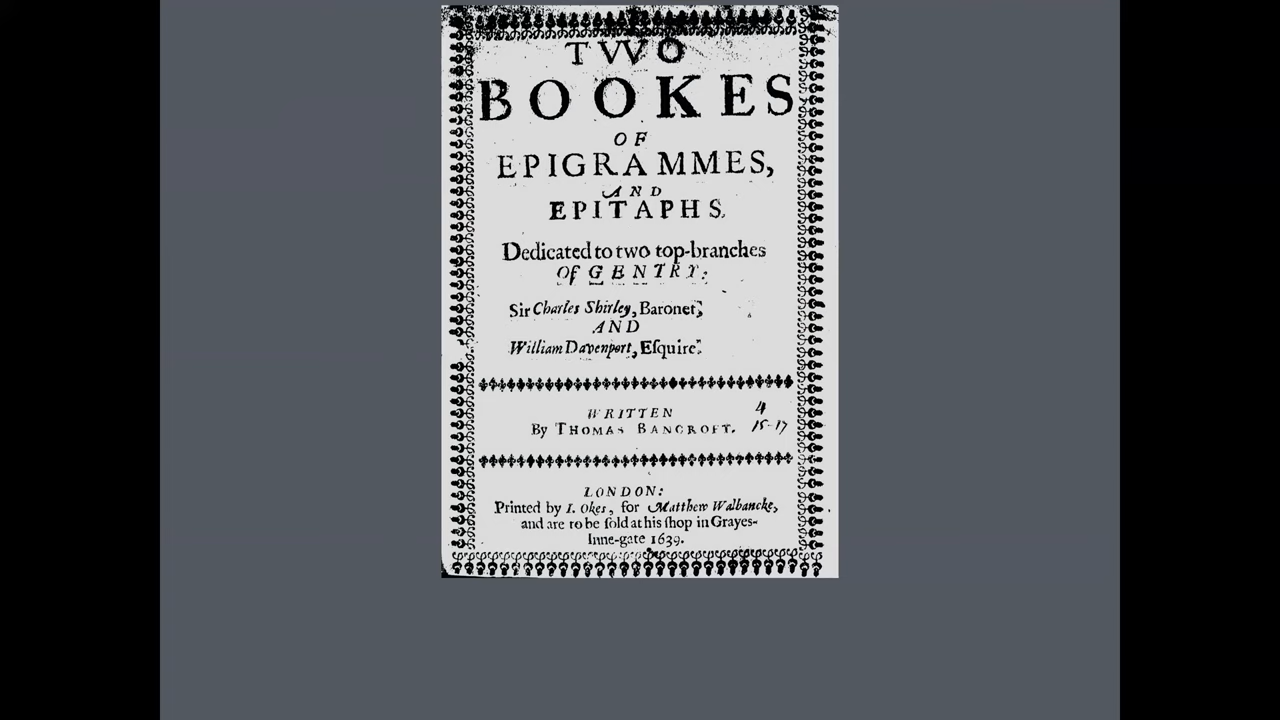 TVVO
BOOKES
OF
EPIGRAMMES,
AND
EPITAPHS.
Dedicated to two top-branches
Of GENTRY:
Sir Charles Shirley, Baronet,
AND
William Davenport, Eſquire.
WRITTEN
By THOMAS BANCROFT.
4
15-17
LONDON:
Printed by I. Okes, for Matthew Walbancke,
and are to be ſold at his ſhop in Grayes-
Inne-gate 1639.